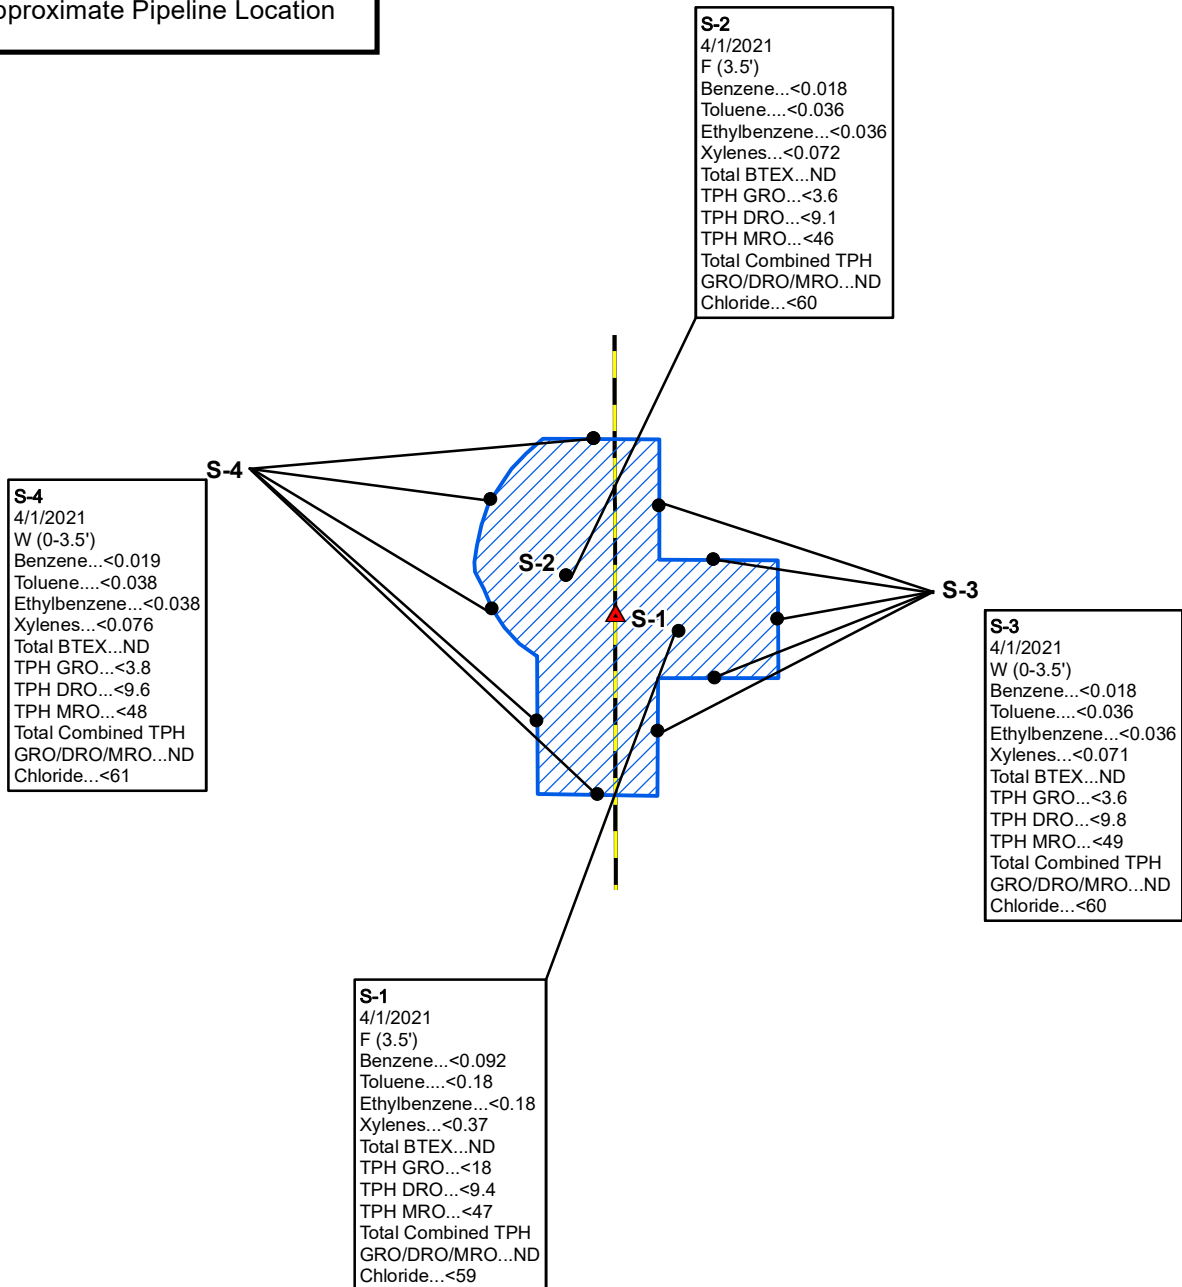 pproximate Pipeline Location
S-2
4/1/2021
F (3.5')
Benzene...<0.018
Toluene....<0.036
Ethylbenzene...<0.036
Xylenes...<0.072
Total BTEX...ND
TPH GRO...<3.6
TPH DRO...<9.1
TPH MRO...<46
Total Combined TPH
GRO/DRO/MRO...ND
Chloride...<60
S-4
S-4
4/1/2021
W (0-3.5')
Benzene...<0.019
Toluene....<0.038
Ethylbenzene...<0.038
Xylenes...<0.076
Total BTEX...ND
TPH GRO...<3.8
TPH DRO...<9.6
TPH MRO...<48
Total Combined TPH
GRO/DRO/MRO...ND
Chloride...<61
S-2
S-1
S-3
S-3
4/1/2021
W (0-3.5')
Benzene...<0.018
Toluene....<0.036
Ethylbenzene...<0.036
Xylenes...<0.071
Total BTEX...ND
TPH GRO...<3.6
TPH DRO...<9.8
TPH MRO...<49
Total Combined TPH
GRO/DRO/MRO...ND
Chloride...<60
S-1
4/1/2021
F (3.5')
Benzene...<0.092
Toluene....<0.18
Ethylbenzene...<0.18
Xylenes...<0.37
Total BTEX...ND
TPH GRO...<18
TPH DRO...<9.4
TPH MRO...<47
Total Combined TPH
GRO/DRO/MRO...ND
Chloride...<59